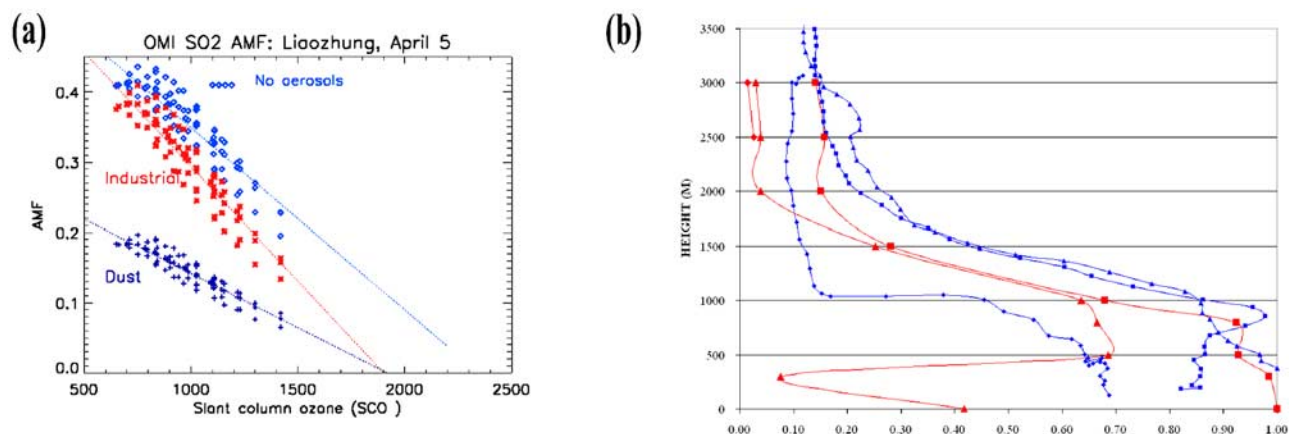 (a)
OMI SO2 AMF: Liaozhung, April 5
0.4
0.3
0.2
0.1
0.0
AMF
No aerosols
Industrial
Dust
500 1000 1500 2000 2500
Slant column ozone (SCO )
(b)
3500
3000
2500
2000
1500
1000
500
0
HEIGHT (M)
0.00 0.10 0.20 0.30 0.40 0.50 0.60 0.70 0.80 0.90 1.00